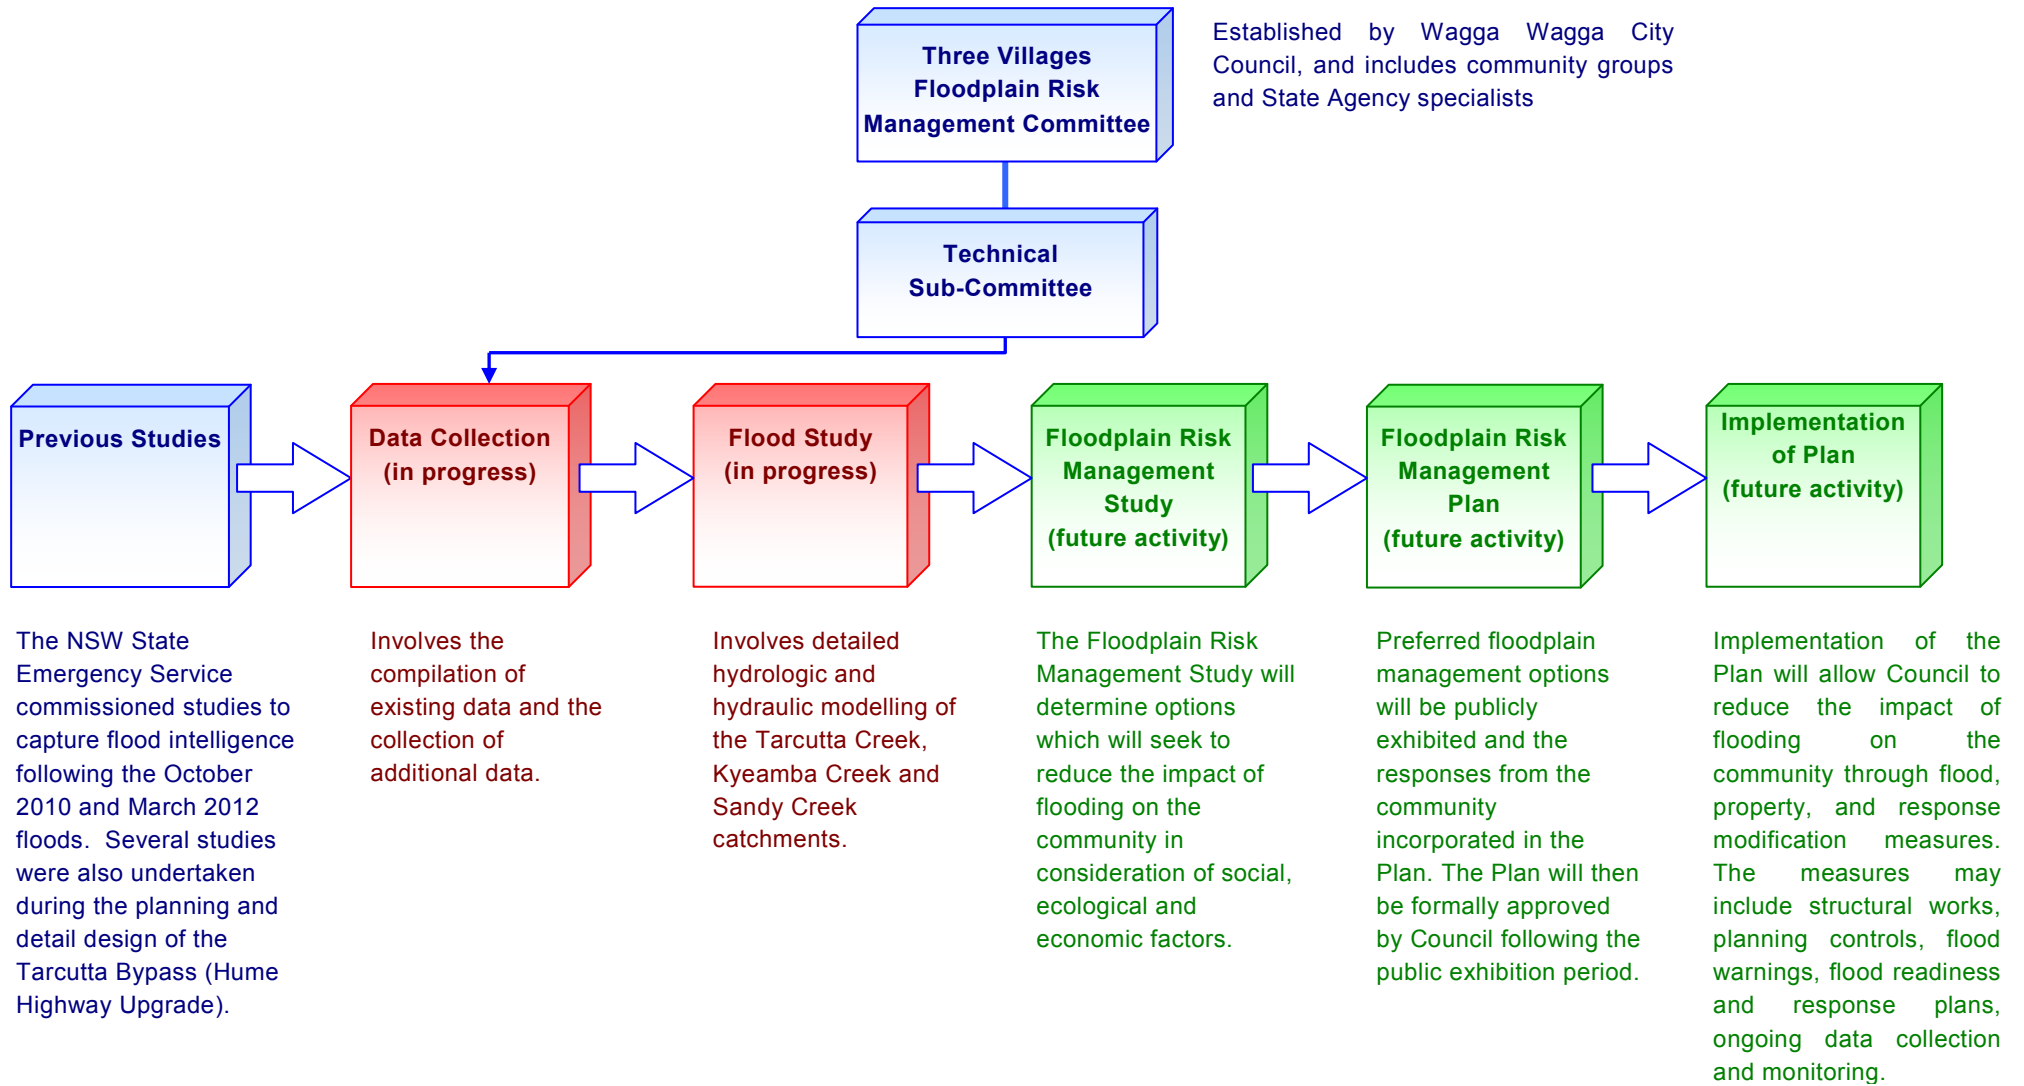 Three Villages
Floodplain Risk
Management Committee
Established by Wagga Wagga City
Council, and includes community groups
and State Agency specialists
Technical
Sub-Committee
Previous Studies
Data Collection
(in progress)
Flood Study
(in progress)
Floodplain Risk
Management
Study
(future activity)
Floodplain Risk
Management
Plan
(future activity)
Implementation
of Plan
(future activity)
The NSW State
Emergency Service
commissioned studies to
capture flood intelligence
following the October
2010 and March 2012
floods.  Several studies
were also undertaken
during the planning and
detail design of the
Tarcutta Bypass (Hume
Highway Upgrade).
Involves the
compilation of
existing data and the
collection of
additional data.
Involves detailed
hydrologic and
hydraulic modelling of
the Tarcutta Creek,
Kyeamba Creek and
Sandy Creek
catchments.
The Floodplain Risk
Management Study will
determine options
which will seek to
reduce the impact of
flooding on the
community in
consideration of social,
ecological and
economic factors.
Preferred floodplain
management options
will be publicly
exhibited and the
responses from the
community
incorporated in the
Plan. The Plan will then
be formally approved
by Council following the
public exhibition period.
Implementation of the
Plan will allow Council to
reduce the impact of
flooding on the
community through flood,
property, and response
modification measures.
The measures may
include structural works,
planning controls, flood
warnings, flood readiness
and response plans,
ongoing data collection
and monitoring.